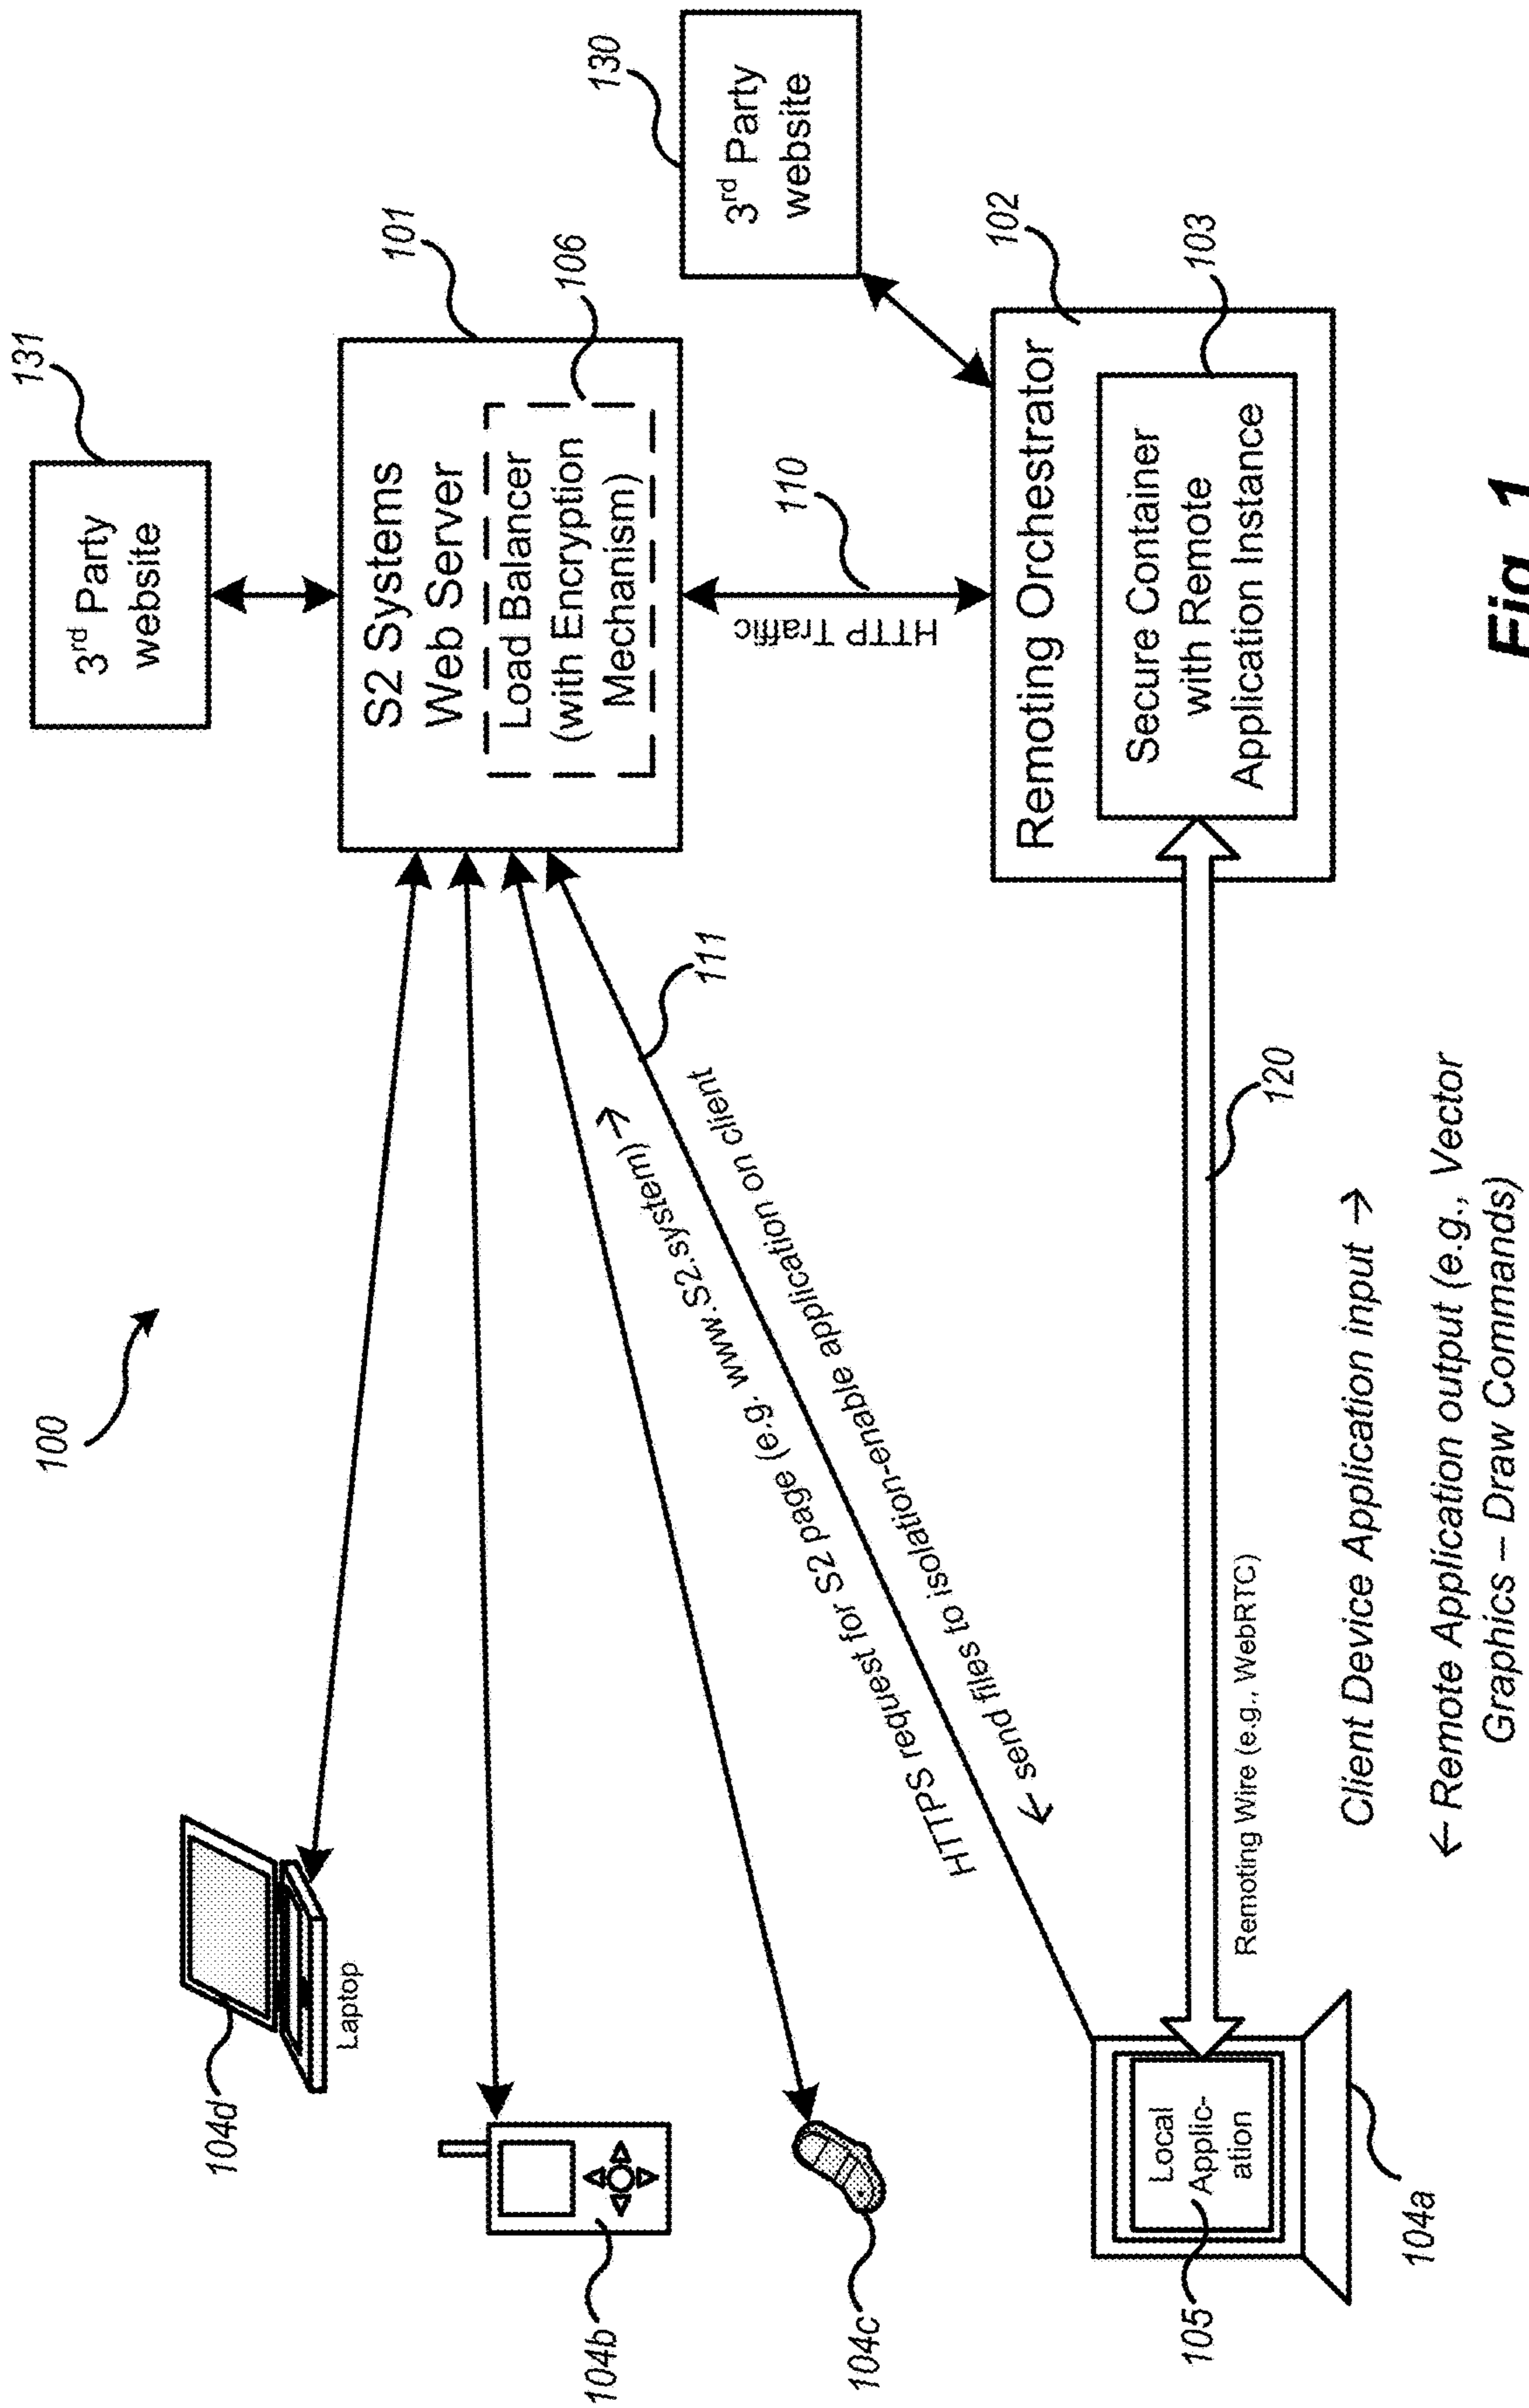 100
131
3rd Party
website
101
S2 Systems
Web Server
106
Load Balancer
(with Encryption
Mechanism)
130
3rd Party
website
110
HTTP Traffic
102
Remoting Orchestrator
103
Secure Container
with Remote
Application Instance
104d
Laptop
104b
104c
111
HTTPS request for S2 page (e.g. www.S2.system)→
← send files to isolation-enable application on client
105
Local
Applic-
ation
104a
Remoting Wire (e.g., WebRTC)
120
Client Device Application input →
← Remote Application output (e.g., Vector
Graphics – Draw Commands)
Fig. 1